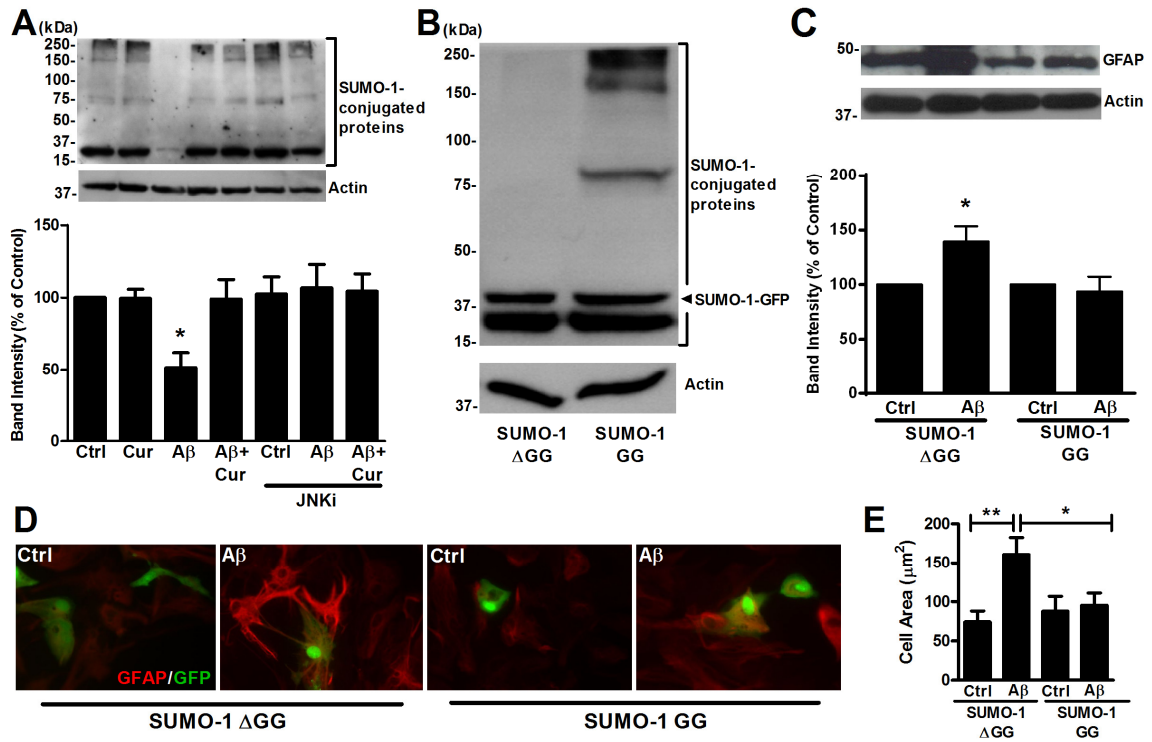 A
(kDa)
250-
150-
100-
75-
50-
37-
15-
SUMO-1-
conjugated
proteins
37-
Actin
Band Intensity (% of Control)
150
100
50
0
*
Ctrl Cur Aβ Aβ+ Ctrl Aβ Aβ+
Cur Cur
JNKi
B
(kDa)
250-
150-
100-
75-
50-
37-
15-
SUMO-1-
conjugated
proteins
SUMO-1-GFP
37-
Actin
SUMO-1 SUMO-1
ΔGG GG
C
50-
37-
GFAP
Actin
Band Intensity (% of Control)
200
150
100
50
0
*
Ctrl Aβ Ctrl Aβ
SUMO-1 SUMO-1
ΔGG GG
D
Ctrl Aβ Ctrl Aβ
GFAP/GFP
SUMO-1 ΔGG SUMO-1 GG
E
Cell Area (μm²)
200
150
100
50
0
** *
Ctrl Aβ Ctrl Aβ
SUMO-1 SUMO-1
ΔGG GG